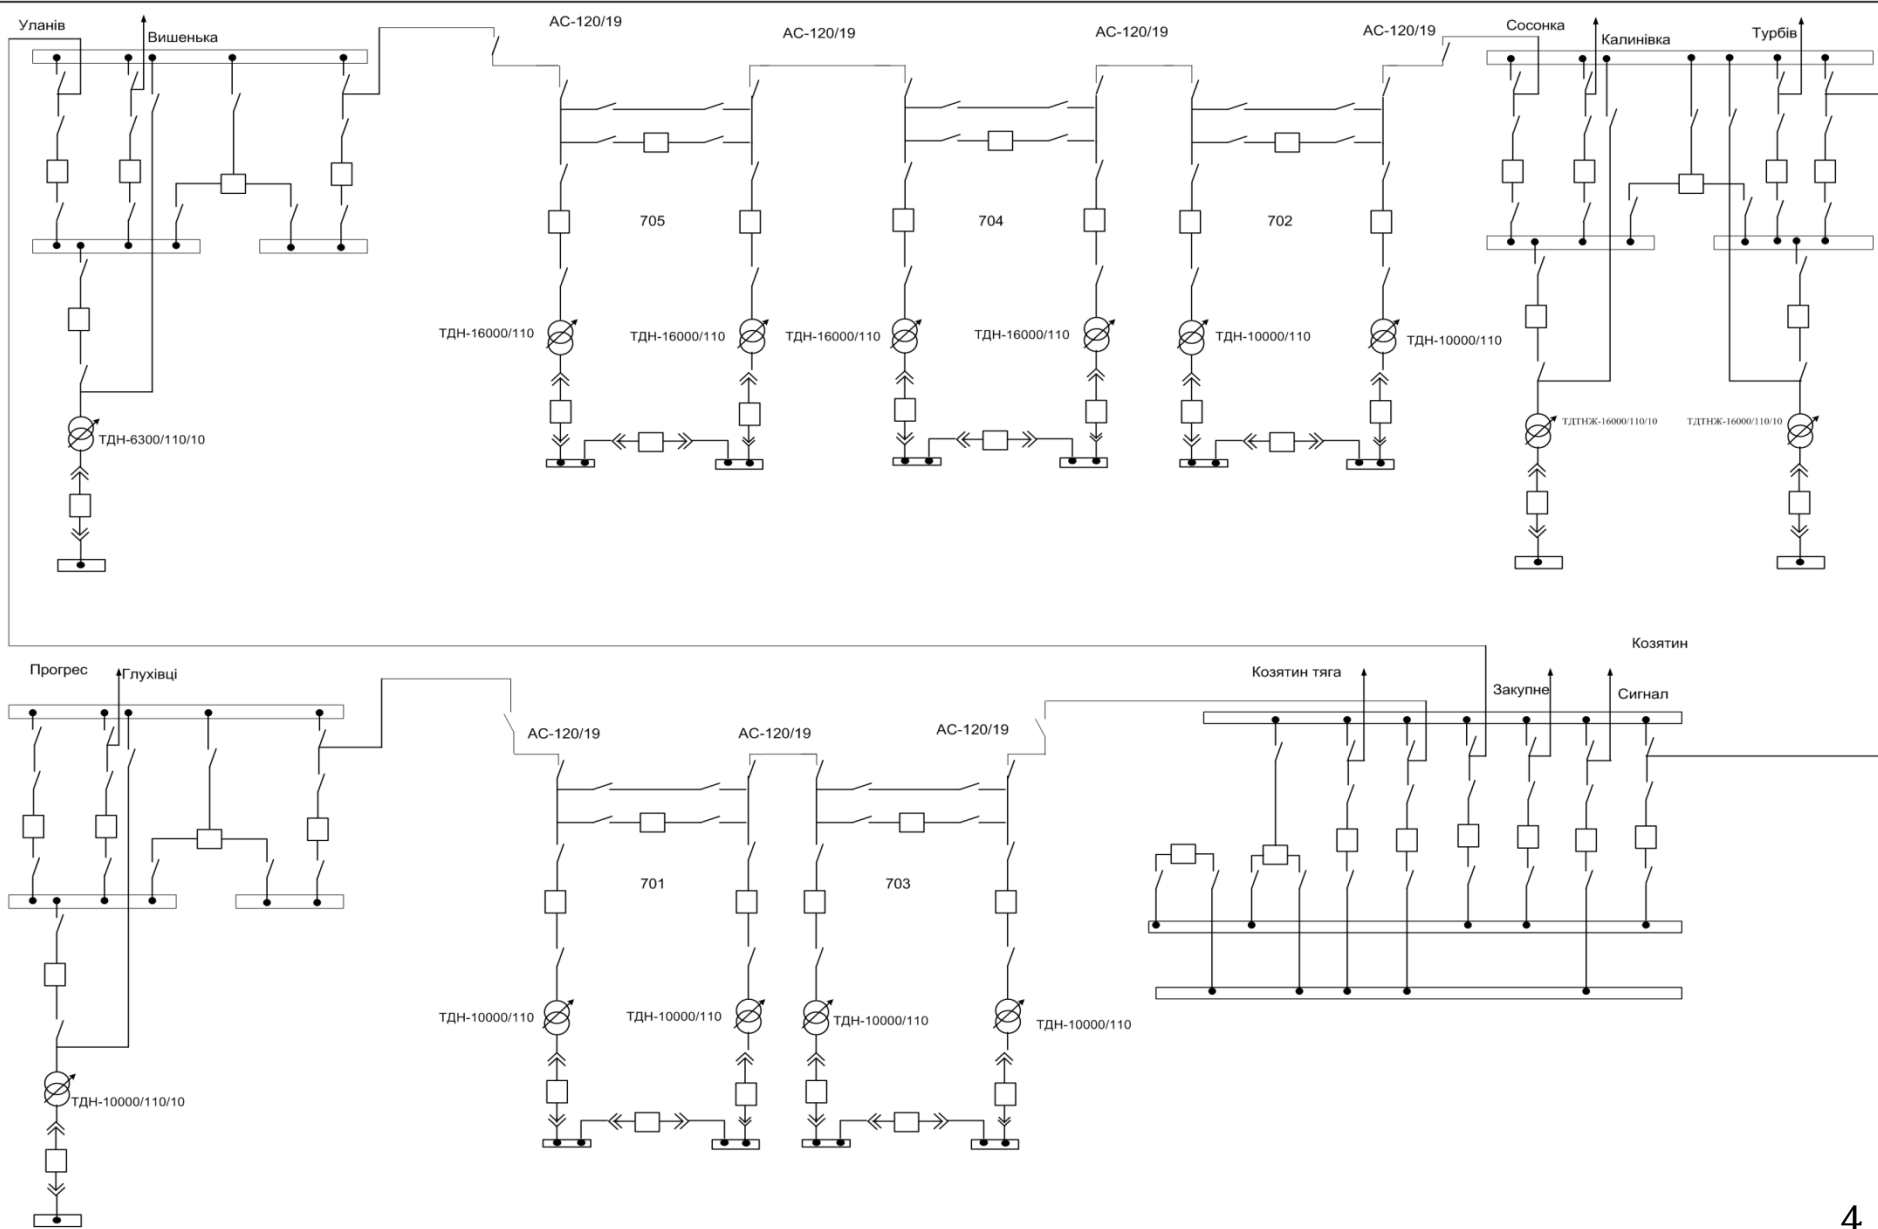 Уланів
Вишенька
АС-120/19
АС-120/19
АС-120/19
АС-120/19
Сосонка
Калинівка
Турбів
705
704
702
ТДН-16000/110
ТДН-16000/110
ТДН-16000/110
ТДН-16000/110
ТДН-10000/110
ТДН-10000/110
ТДН-6300/110/10
ТДТНЖ-16000/110/10
ТДТНЖ-16000/110/10
Прогрес
Глухівці
АС-120/19
АС-120/19
АС-120/19
Козятин тяга
Закупне
Сигнал
Козятин
701
703
ТДН-10000/110
ТДН-10000/110
ТДН-10000/110
ТДН-10000/110
ТДН-10000/110/10
4